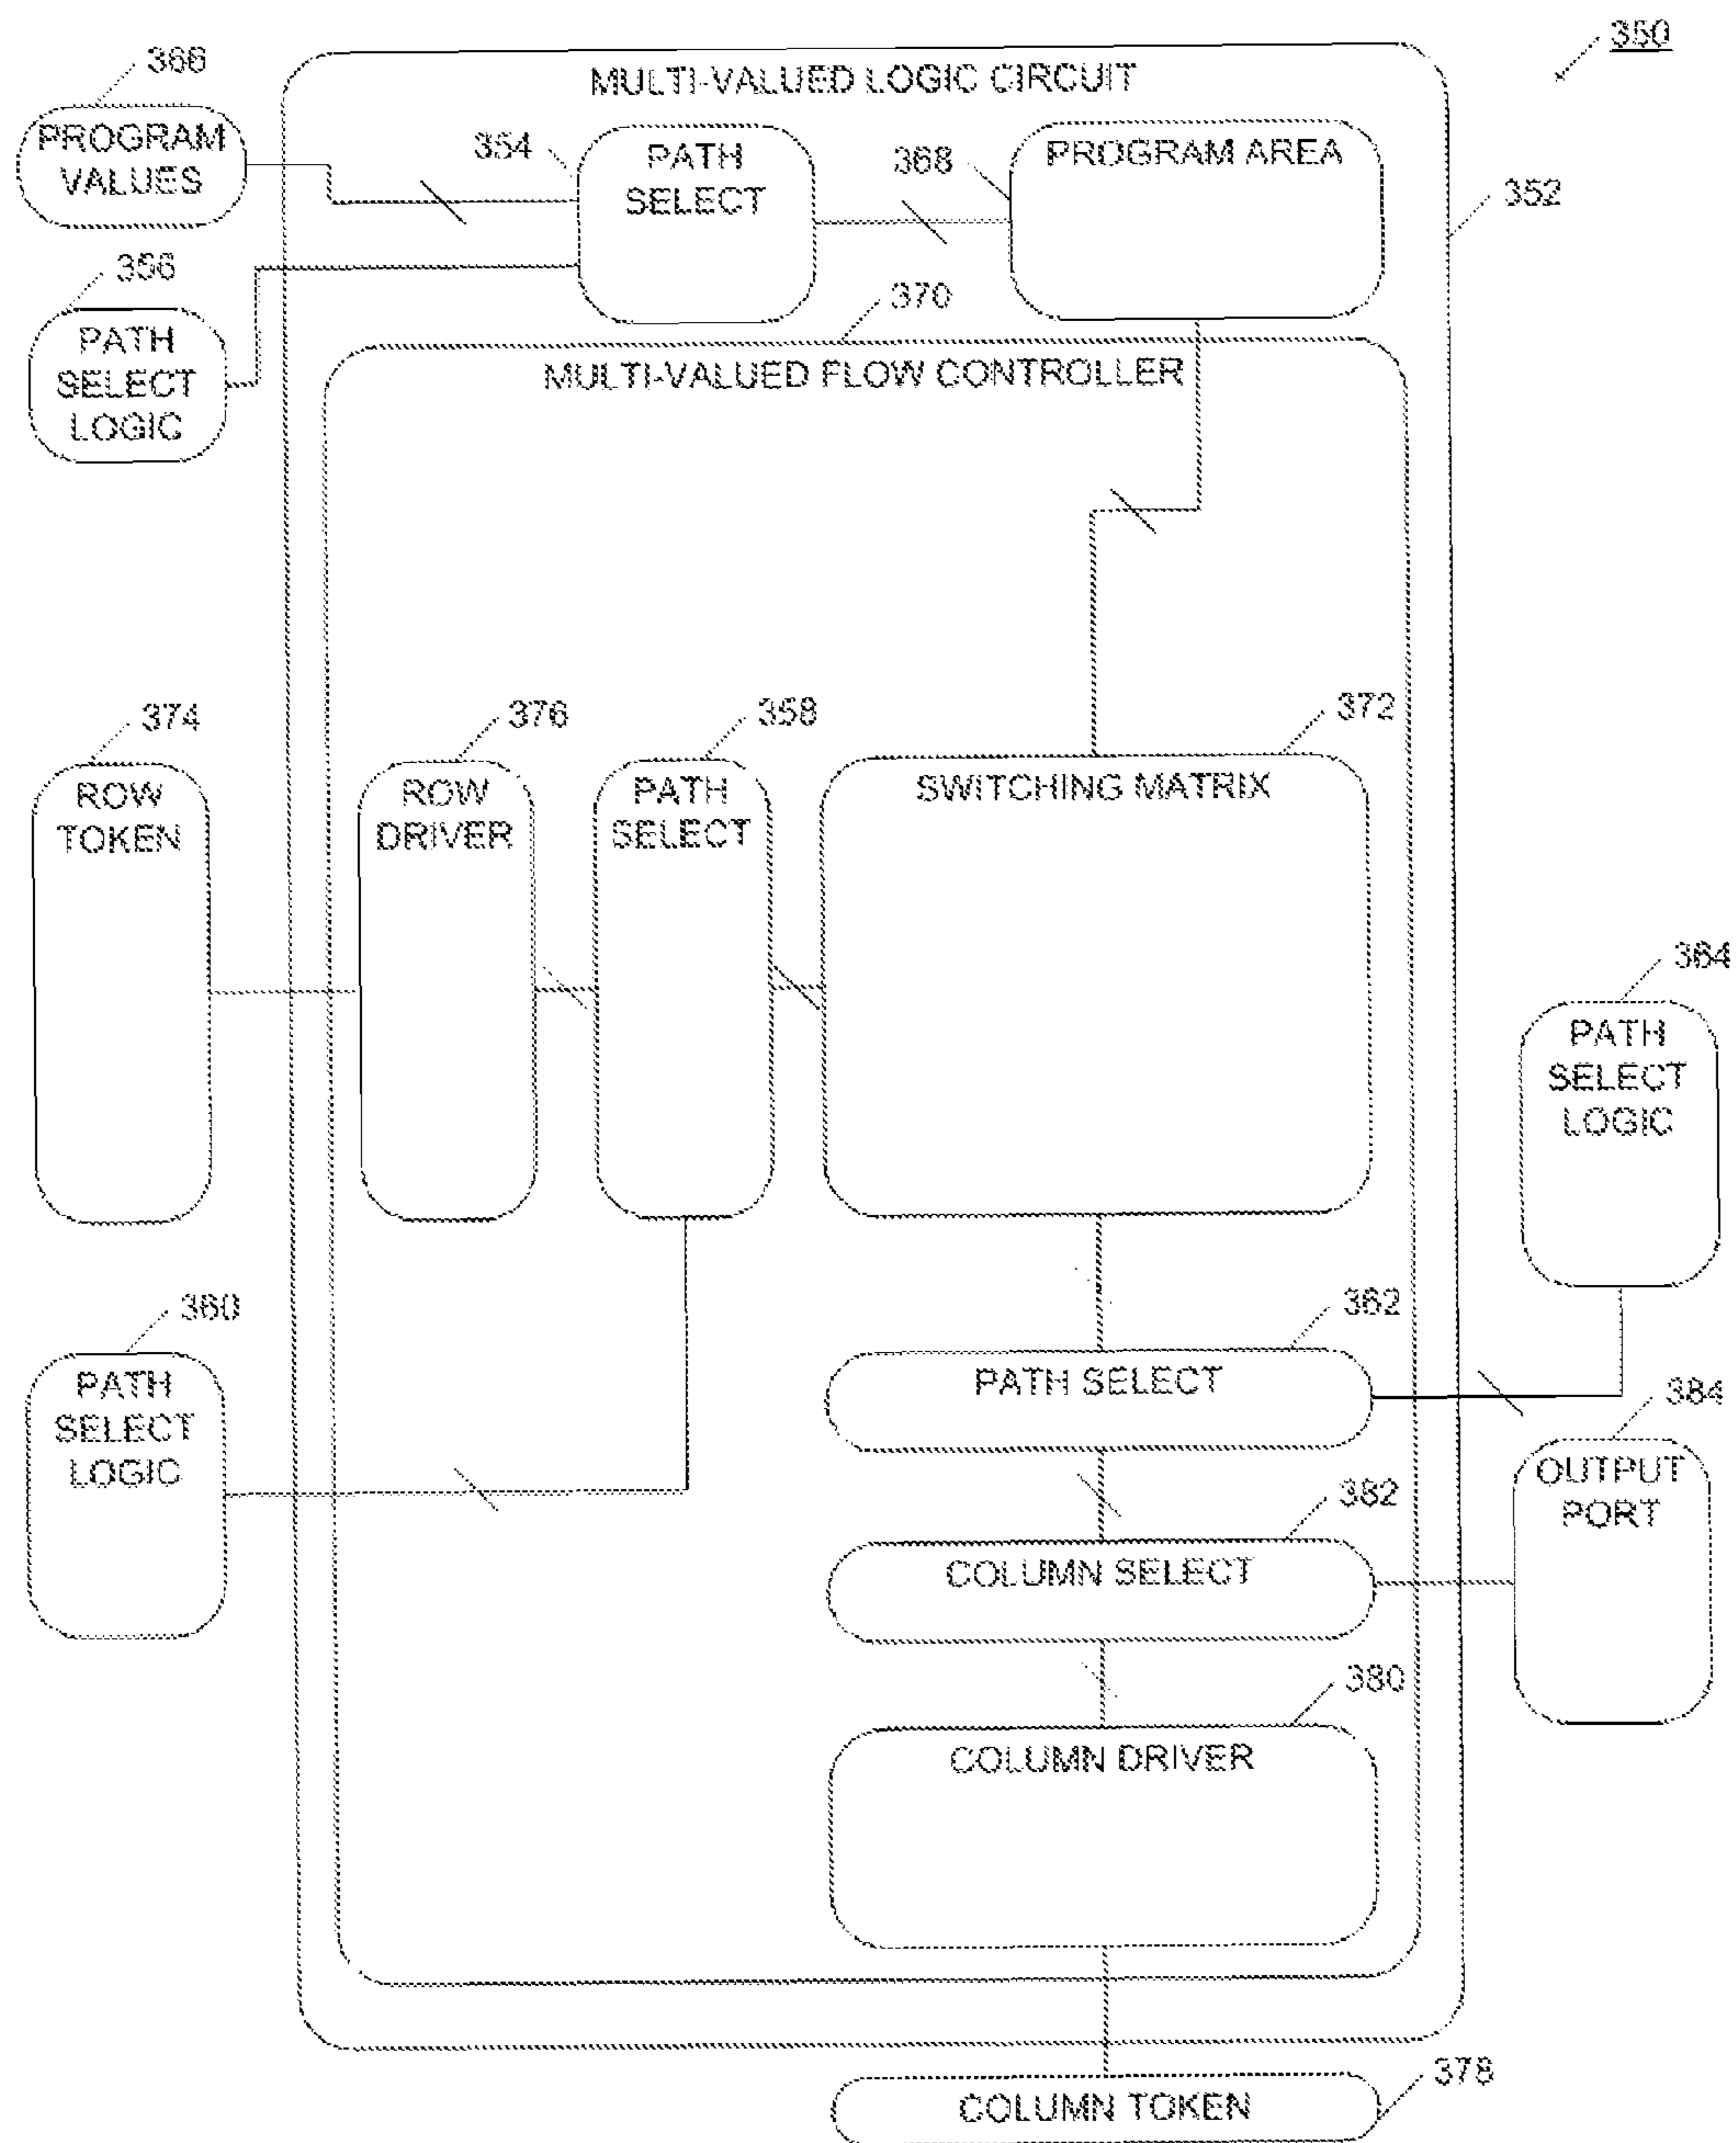 350
366
MULTI-VALUED LOGIC CIRCUIT
PROGRAM
VALUES
354
PATH
SELECT
368
PROGRAM AREA
352
356
PATH
SELECT
LOGIC
370
MULTI-VALUED FLOW CONTROLLER
374
ROW
TOKEN
376
ROW
DRIVER
358
PATH
SELECT
372
SWITCHING MATRIX
364
PATH
SELECT
LOGIC
360
PATH
SELECT
LOGIC
362
PATH SELECT
384
OUTPUT
PORT
382
COLUMN SELECT
380
COLUMN DRIVER
378
COLUMN TOKEN